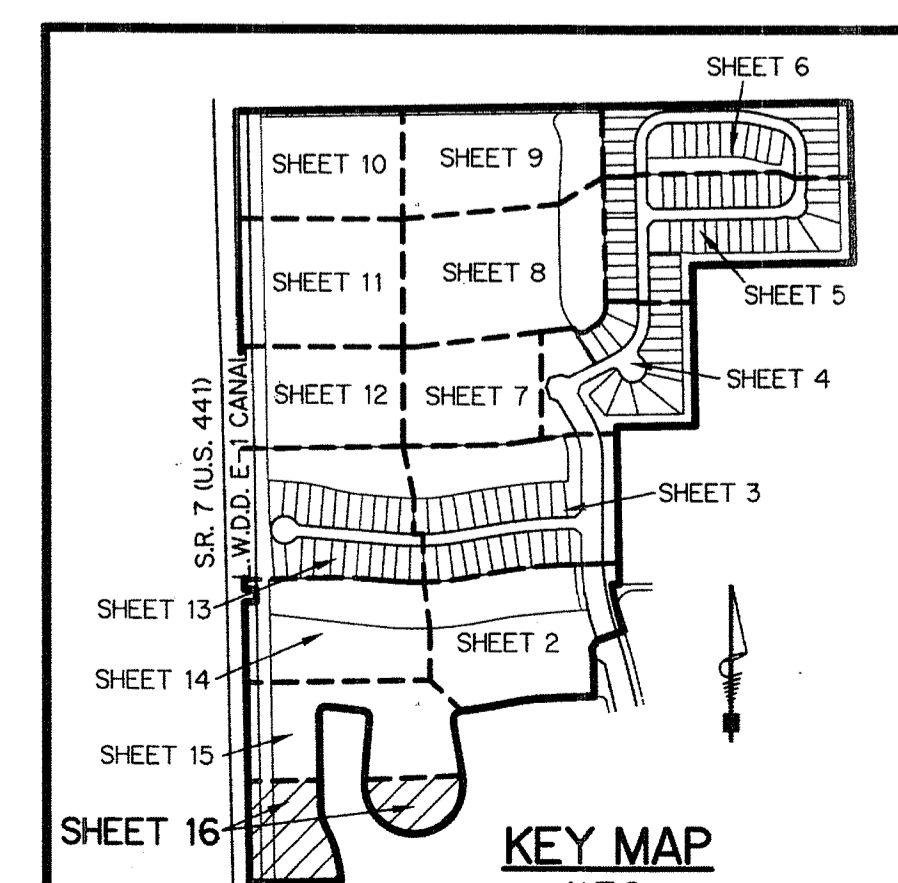 SHEET 6
SHEET 10
SHEET 9
SHEET 11
SHEET 8
SHEET 5
SHEET 12
SHEET 7
SHEET 4
S.R. 7 (U.S. 441)
L.W.D.D. E-1 CANAL
SHEET 3
SHEET 13
SHEET 2
SHEET 14
SHEET 15
SHEET 16
KEY MAP